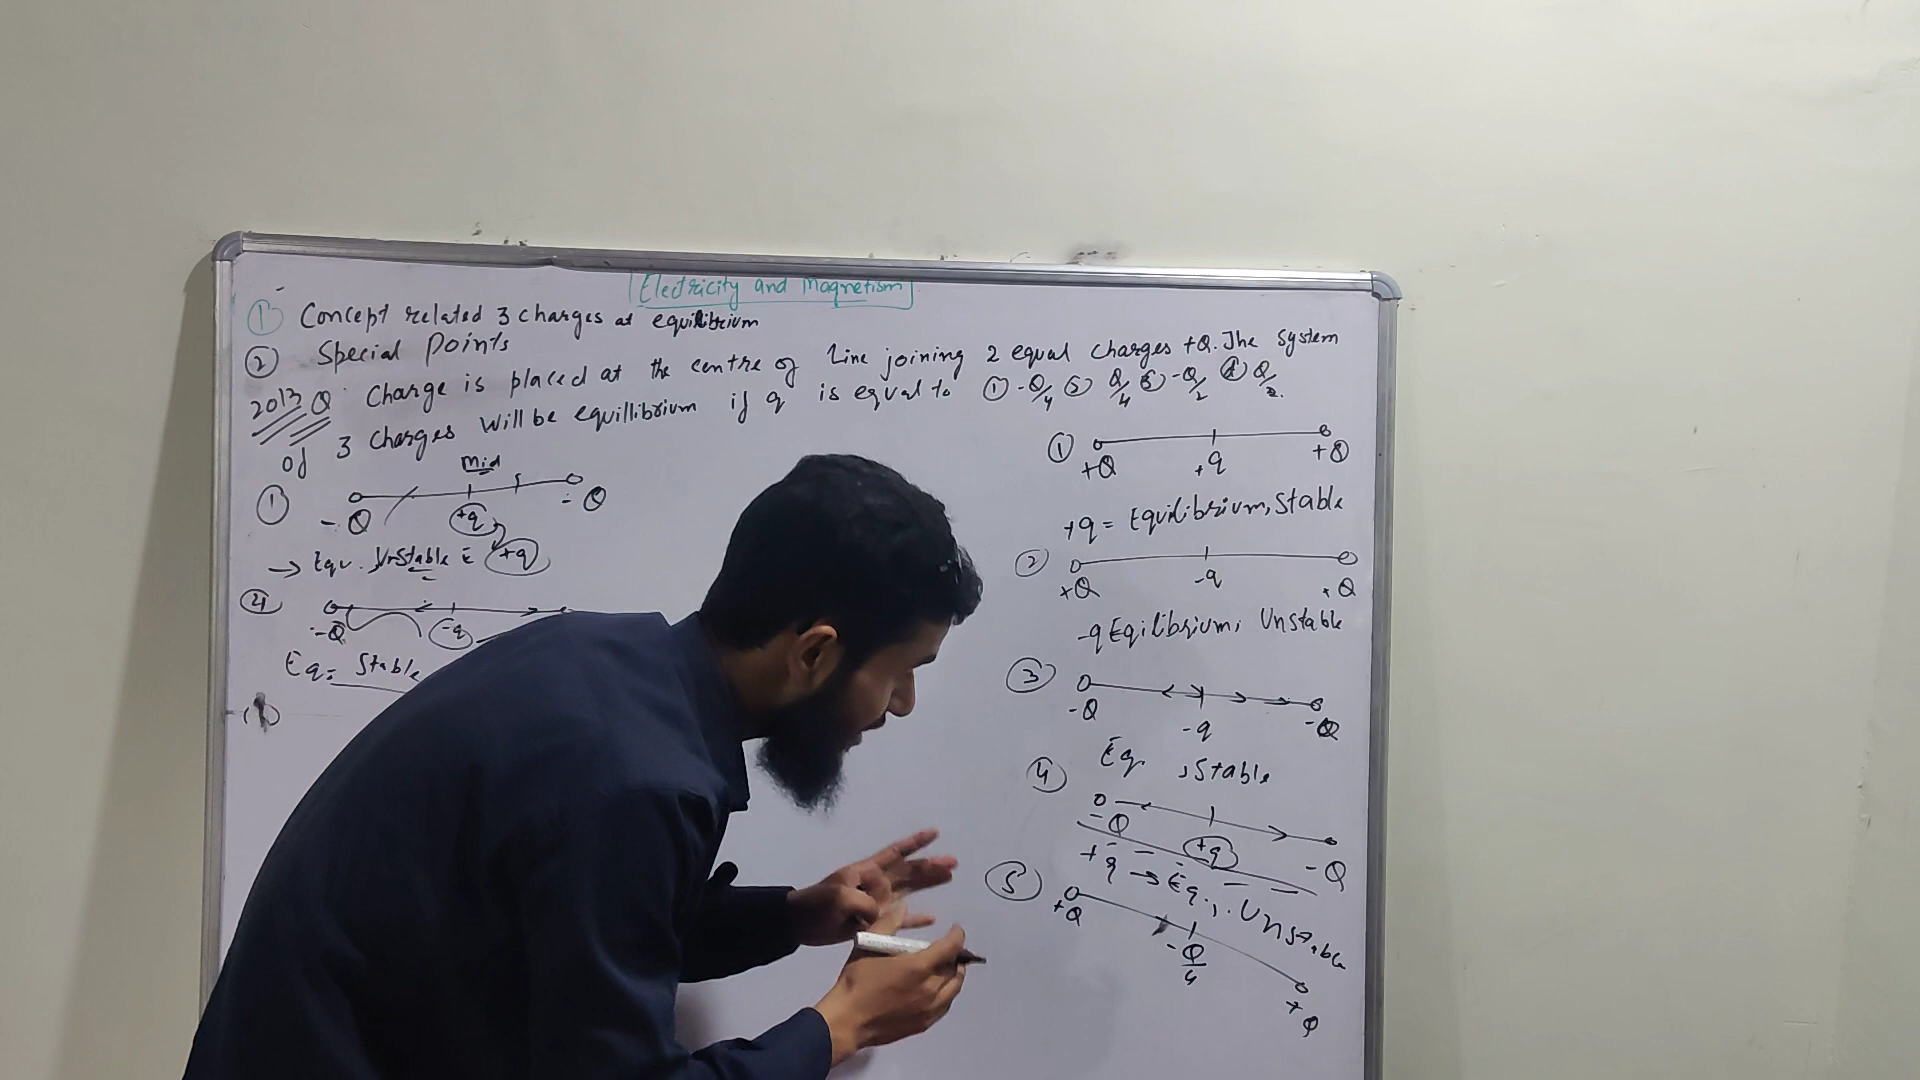 Electricity and Magnetism
① Concept related 3 charges at equilibrium
② Special Points
2013 Q Charge is placed at the centre of Line joining 2 equal charges +Q. The system
of 3 charges will be equillibrium if q is equal to ① -Q/4 ② Q/4 ③ -Q/2 ④ Q/2
Mid
①
-Q +q -Q
→ Equ. Unstable +q
④
-Q -q
Eq= Stable
①
+Q +q +Q
+q = Equilibrium, Stable
②
+Q -q +Q
-q Eqilibrium, Unstable
③
-Q -q -Q
Eq. , Stable
④
-Q +q -Q
+q → Eq., Unstable
⑤
+Q -Q/4 +Q